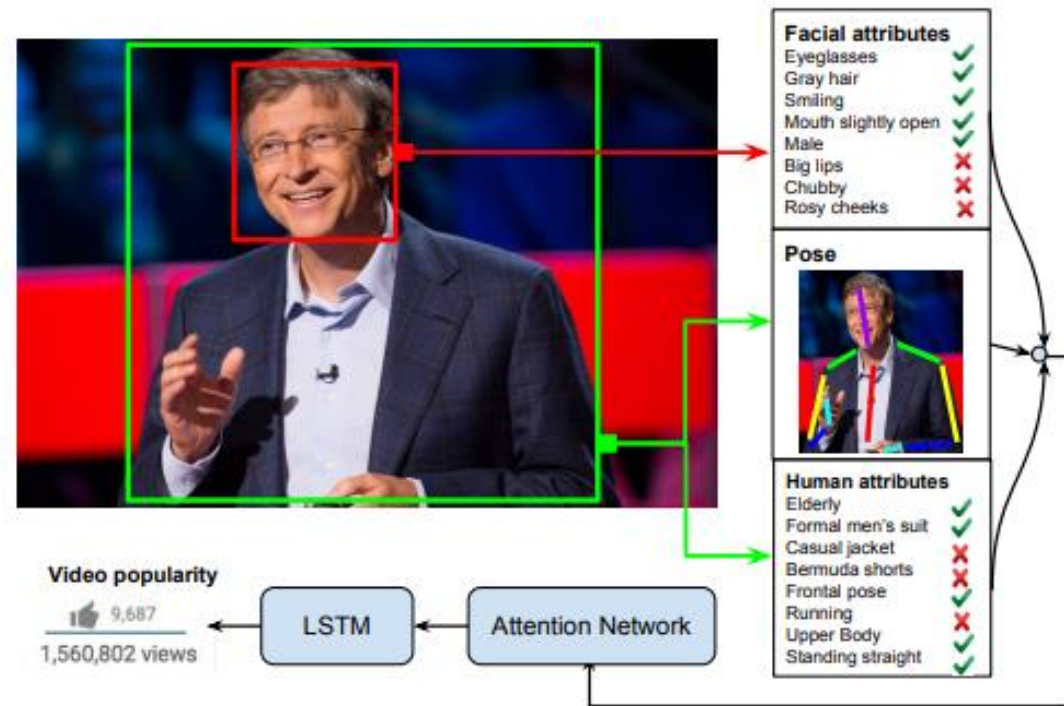 Facial attributes
Eyeglasses
Gray hair
Smiling
Mouth slightly open
Male
Big lips
Chubby
Rosy cheeks
Pose
Human attributes
Elderly
Formal men's suit
Casual jacket
Bermuda shorts
Frontal pose
Running
Upper Body
Standing straight
Video popularity
9,687
1,560,802 views
LSTM
Attention Network